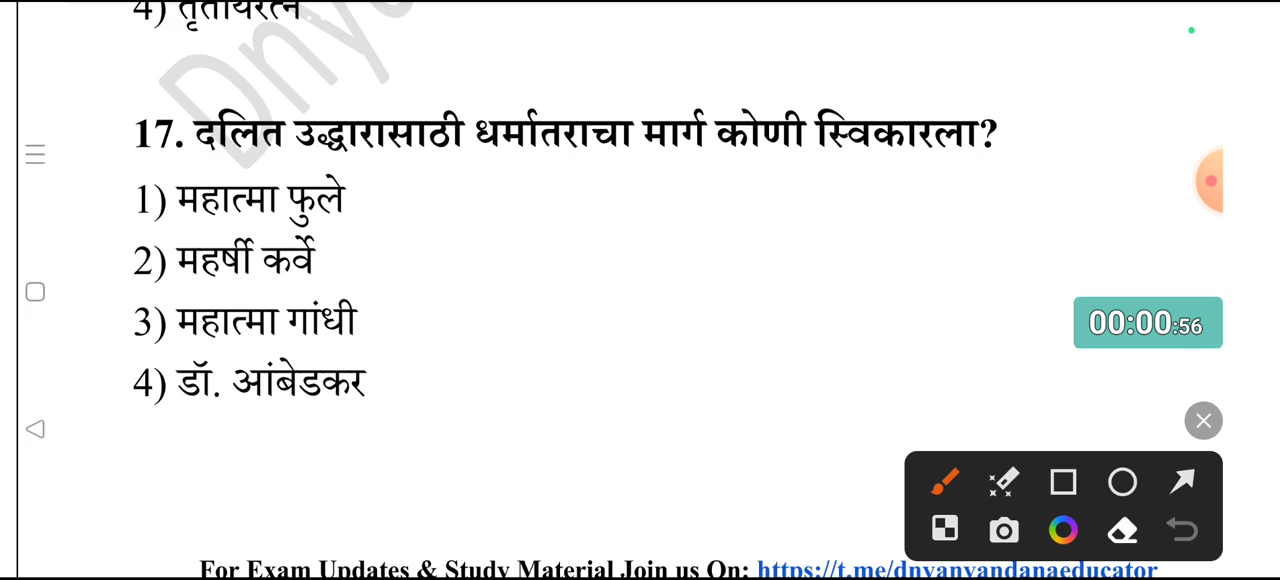 4) तृतीयरत्न
17. दलित उद्धारासाठी धर्मातराचा मार्ग कोणी स्विकारला?
1) महात्मा फुले
2) महर्षी कर्वे
3) महात्मा गांधी
4) डॉ. आंबेडकर
00:00:56
For Exam Updates & Study Material Join us On: https://t.me/dnyanvandanaeducator